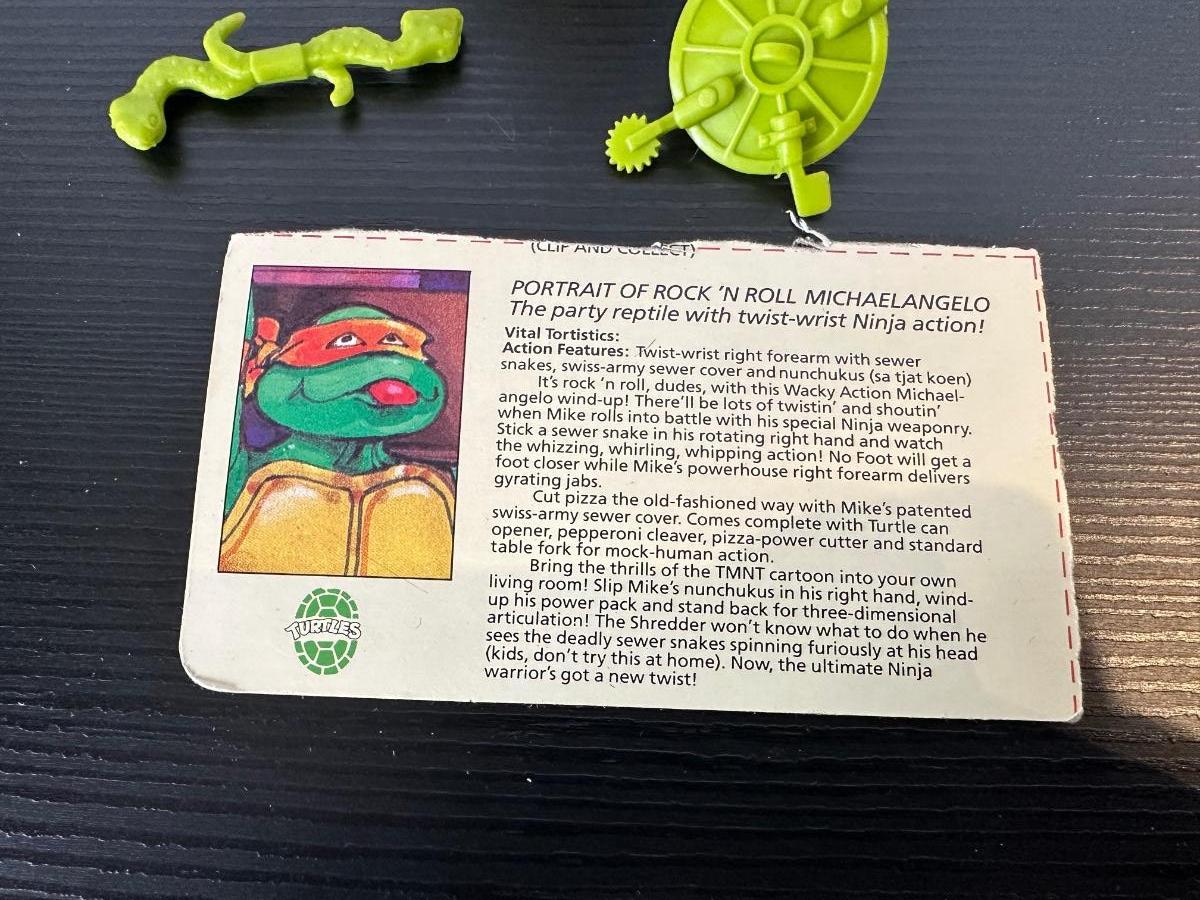 (CLIP AND COLLECT)
PORTRAIT OF ROCK 'N ROLL MICHAELANGELO
The party reptile with twist-wrist Ninja action!
Vital Tortistics:
Action Features: Twist-wrist right forearm with sewer
snakes, swiss-army sewer cover and nunchukus (sa tjat koen)
It's rock 'n roll, dudes, with this Wacky Action Michael-
angelo wind-up! There'll be lots of twistin' and shoutin'
when Mike rolls into battle with his special Ninja weaponry.
Stick a sewer snake in his rotating right hand and watch
the whizzing, whirling, whipping action! No Foot will get a
foot closer while Mike's powerhouse right forearm delivers
gyrating jabs.
Cut pizza the old-fashioned way with Mike's patented
swiss-army sewer cover. Comes complete with Turtle can
opener, pepperoni cleaver, pizza-power cutter and standard
table fork for mock-human action.
Bring the thrills of the TMNT cartoon into your own
living room! Slip Mike's nunchukus in his right hand, wind-
up his power pack and stand back for three-dimensional
articulation! The Shredder won't know what to do when he
sees the deadly sewer snakes spinning furiously at his head
(kids, don't try this at home). Now, the ultimate Ninja
warrior's got a new twist!
TURTLES